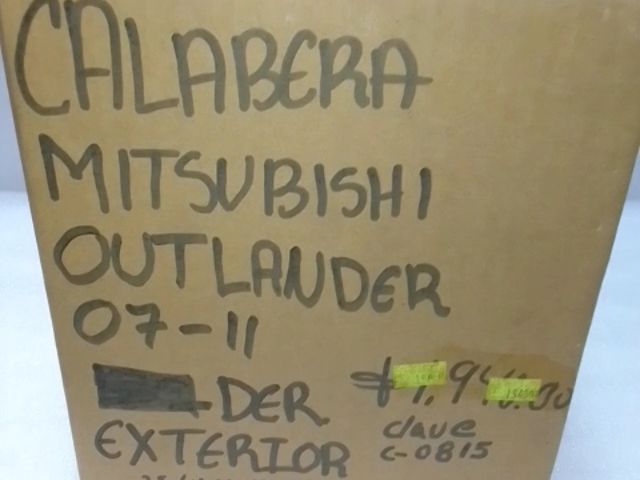 CALABERA
MITSUBISHI
OUTLANDER
07-11
DER
EXTERIOR
clave
C-0815